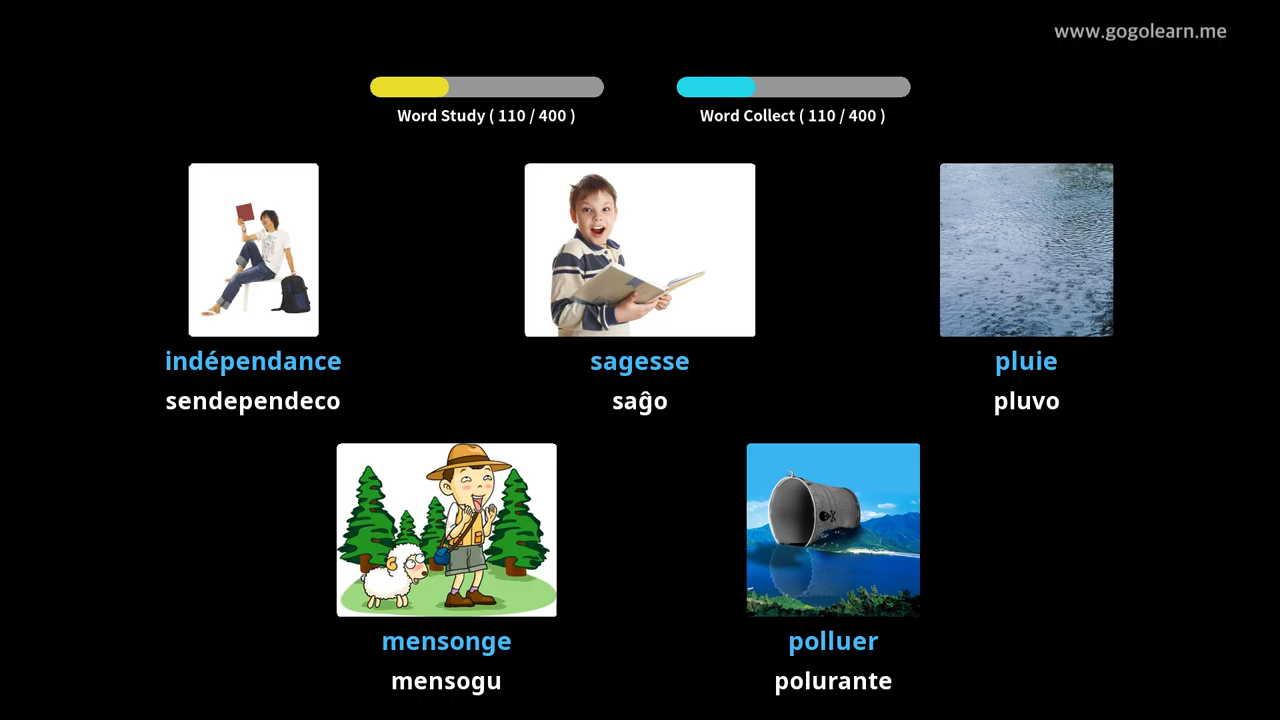 www.gogolearn.me
Word Study ( 110 / 400 )
Word Collect ( 110 / 400 )
indépendance
sendependeco
sagesse
saĝo
pluie
pluvo
mensonge
mensogu
polluer
polurante